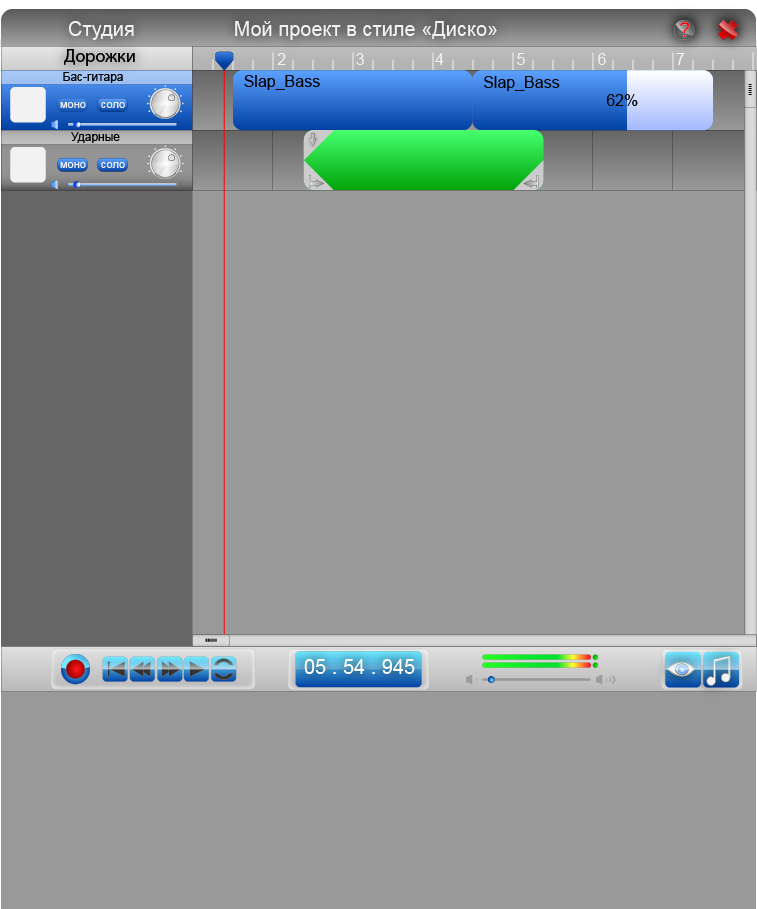 Студия
Мой проект в стиле «Диско»
?
Дорожки
2 3 4 5 6 7
Бас-гитара
моно соло
Slap_Bass
Slap_Bass
62%
Ударные
моно соло
05 . 54 . 945